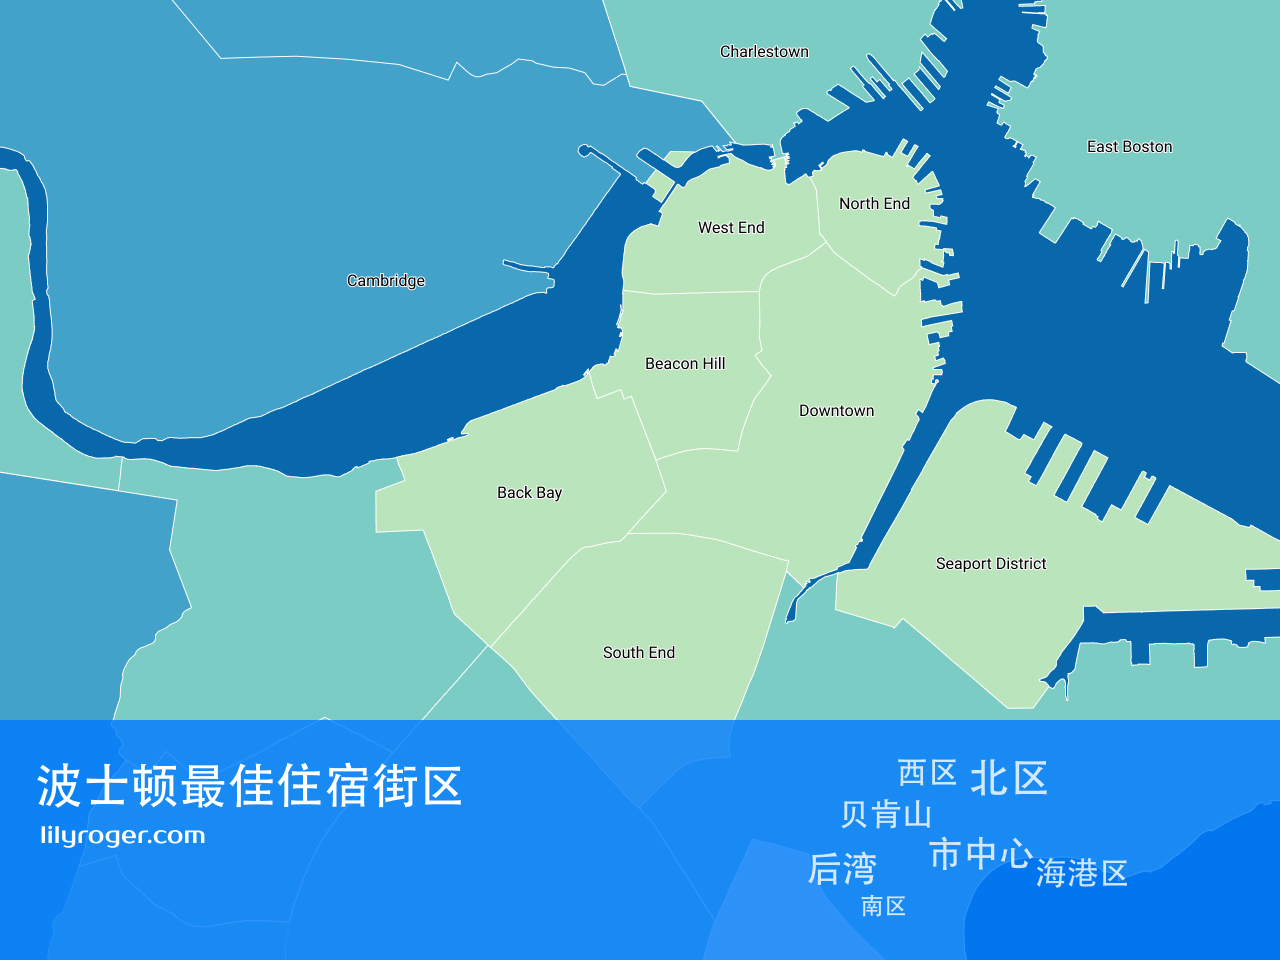 Charlestown
East Boston
North End
West End
Cambridge
Beacon Hill
Downtown
Back Bay
Seaport District
South End
波士顿最佳住宿街区
lilyroger.com
西区 北区
贝肯山
市中心
后湾
海港区
南区